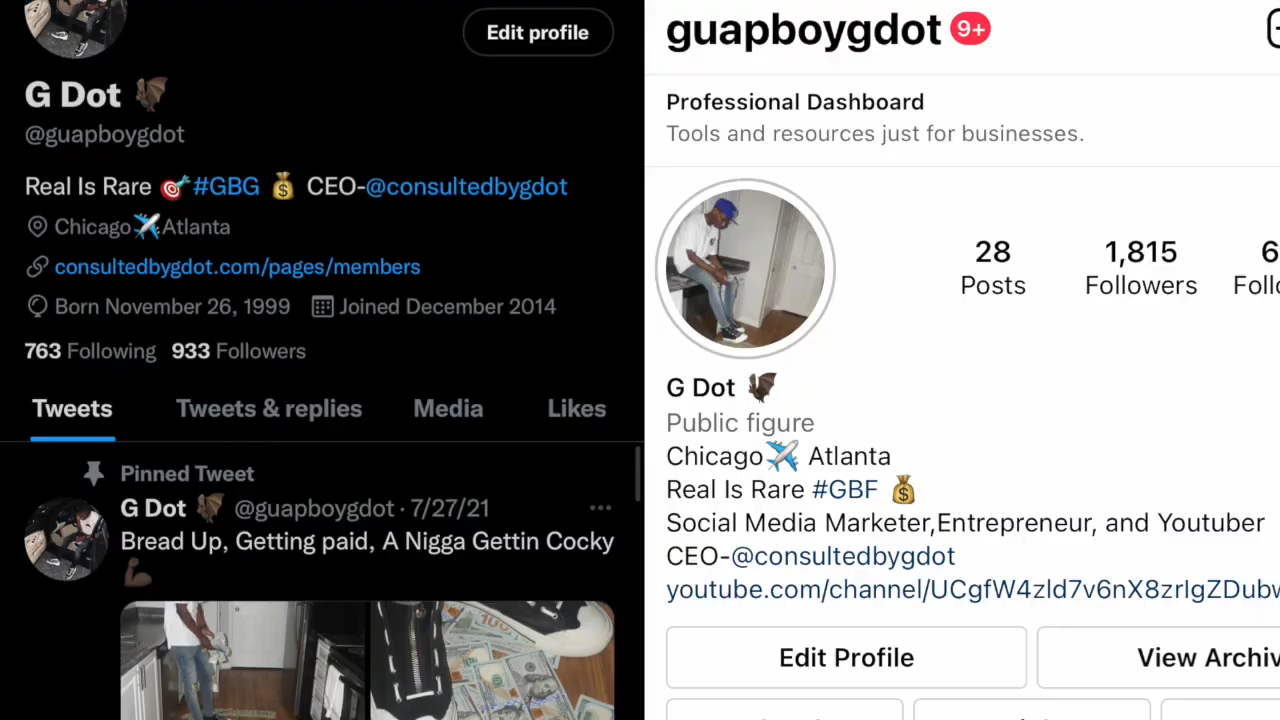 Edit profile
G Dot 🦇
@guapboygdot
Real Is Rare 🎯#GBG 💰 CEO-@consultedbygdot
Chicago✈️Atlanta
consultedbygdot.com/pages/members
Born November 26, 1999 Joined December 2014
763 Following 933 Followers
Tweets Tweets & replies Media Likes
Pinned Tweet
G Dot 🦇 @guapboygdot · 7/27/21 ...
Bread Up, Getting paid, A Nigga Gettin Cocky
💪🏿
guapboygdot 9+
Professional Dashboard
Tools and resources just for businesses.
28 1,815 6
Posts Followers Follo
G Dot 🦇
Public figure
Chicago✈️ Atlanta
Real Is Rare #GBF 💰
Social Media Marketer,Entrepreneur, and Youtuber
CEO-@consultedbygdot
youtube.com/channel/UCgfW4zld7v6nX8zrIgZDubw
Edit Profile View Archiv